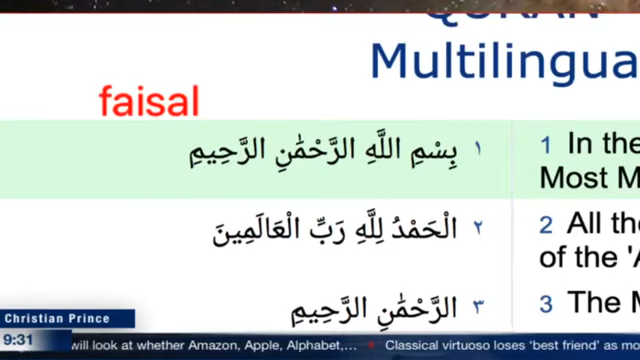 QURAN
Multilingua
faisal
١ بِسْمِ اللَّهِ الرَّحْمَٰنِ الرَّحِيمِ
1 In the
Most M
٢ الْحَمْدُ لِلَّهِ رَبِّ الْعَالَمِينَ
2 All the
of the 'A
٣ الرَّحْمَٰنِ الرَّحِيمِ
3 The M
Christian Prince
9:31 will look at whether Amazon, Apple, Alphabet,... Classical virtuoso loses ‘best friend’ as mo